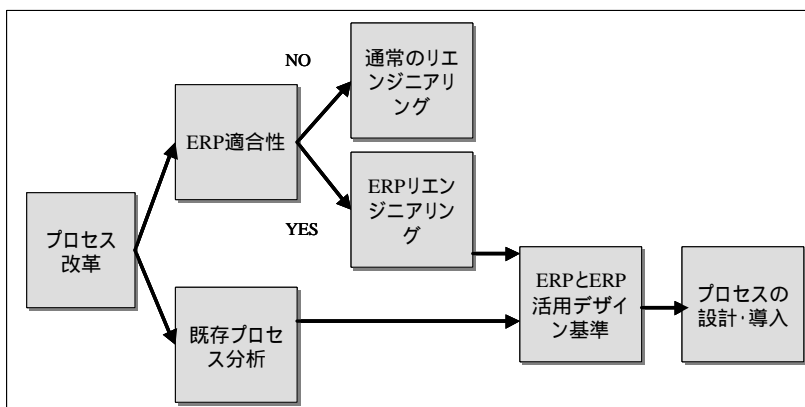 プロセス
改革
ERP適合性
NO
通常のリエ
ンジニアリ
ング
YES
ERPリエン
ジニアリン
グ
既存プロセ
ス分析
ERPとERP
活用デザイ
ン基準
プロセスの
設計･導入